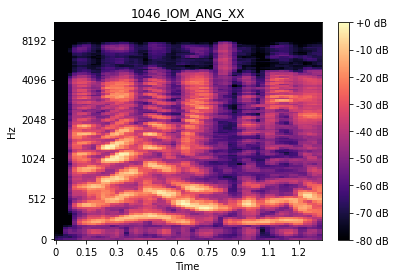 1046_IOM_ANG_XX
+0 dB
8192
-10 dB
4096
-20 dB
-30 dB
2048
Hz
-40 dB
1024
-50 dB
512
-60 dB
-70 dB
0
-80 dB
0 0.15 0.3 0.45 0.6 0.75 0.9 1.1 1.2
Time